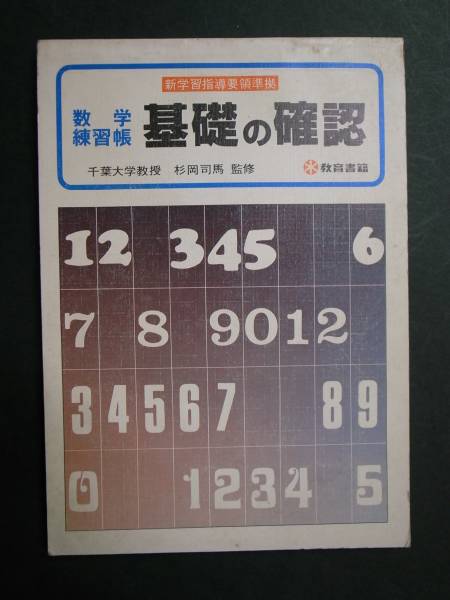 新学習指導要領準拠
数学
練習帳
基礎の確認
千葉大学教授 杉岡司馬 監修
教育書籍
12 345 6
7 8 9012
34567 89
0 1234 5